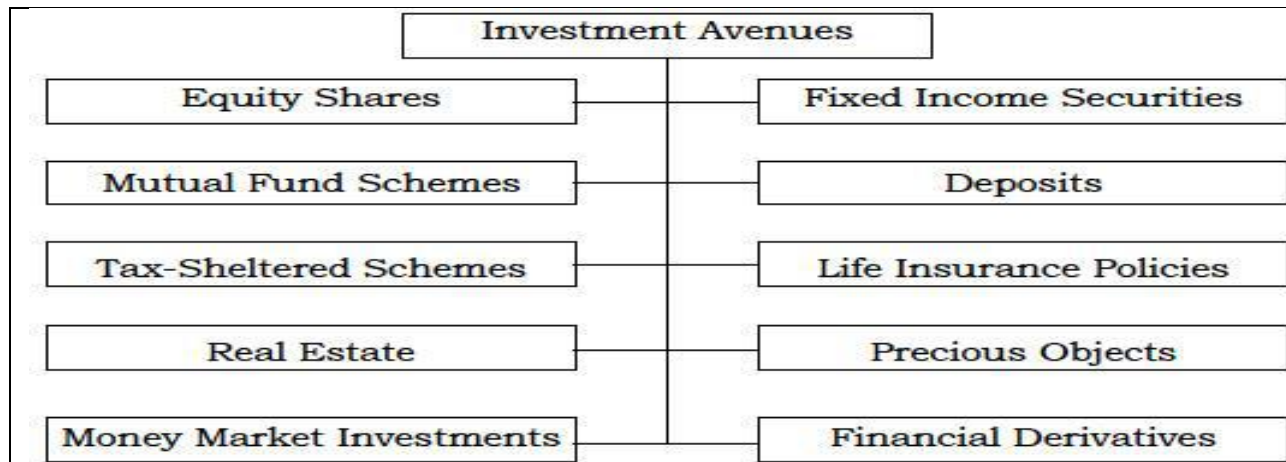 Investment Avenues
Equity Shares
Fixed Income Securities
Mutual Fund Schemes
Deposits
Tax-Sheltered Schemes
Life Insurance Policies
Real Estate
Precious Objects
Money Market Investments
Financial Derivatives